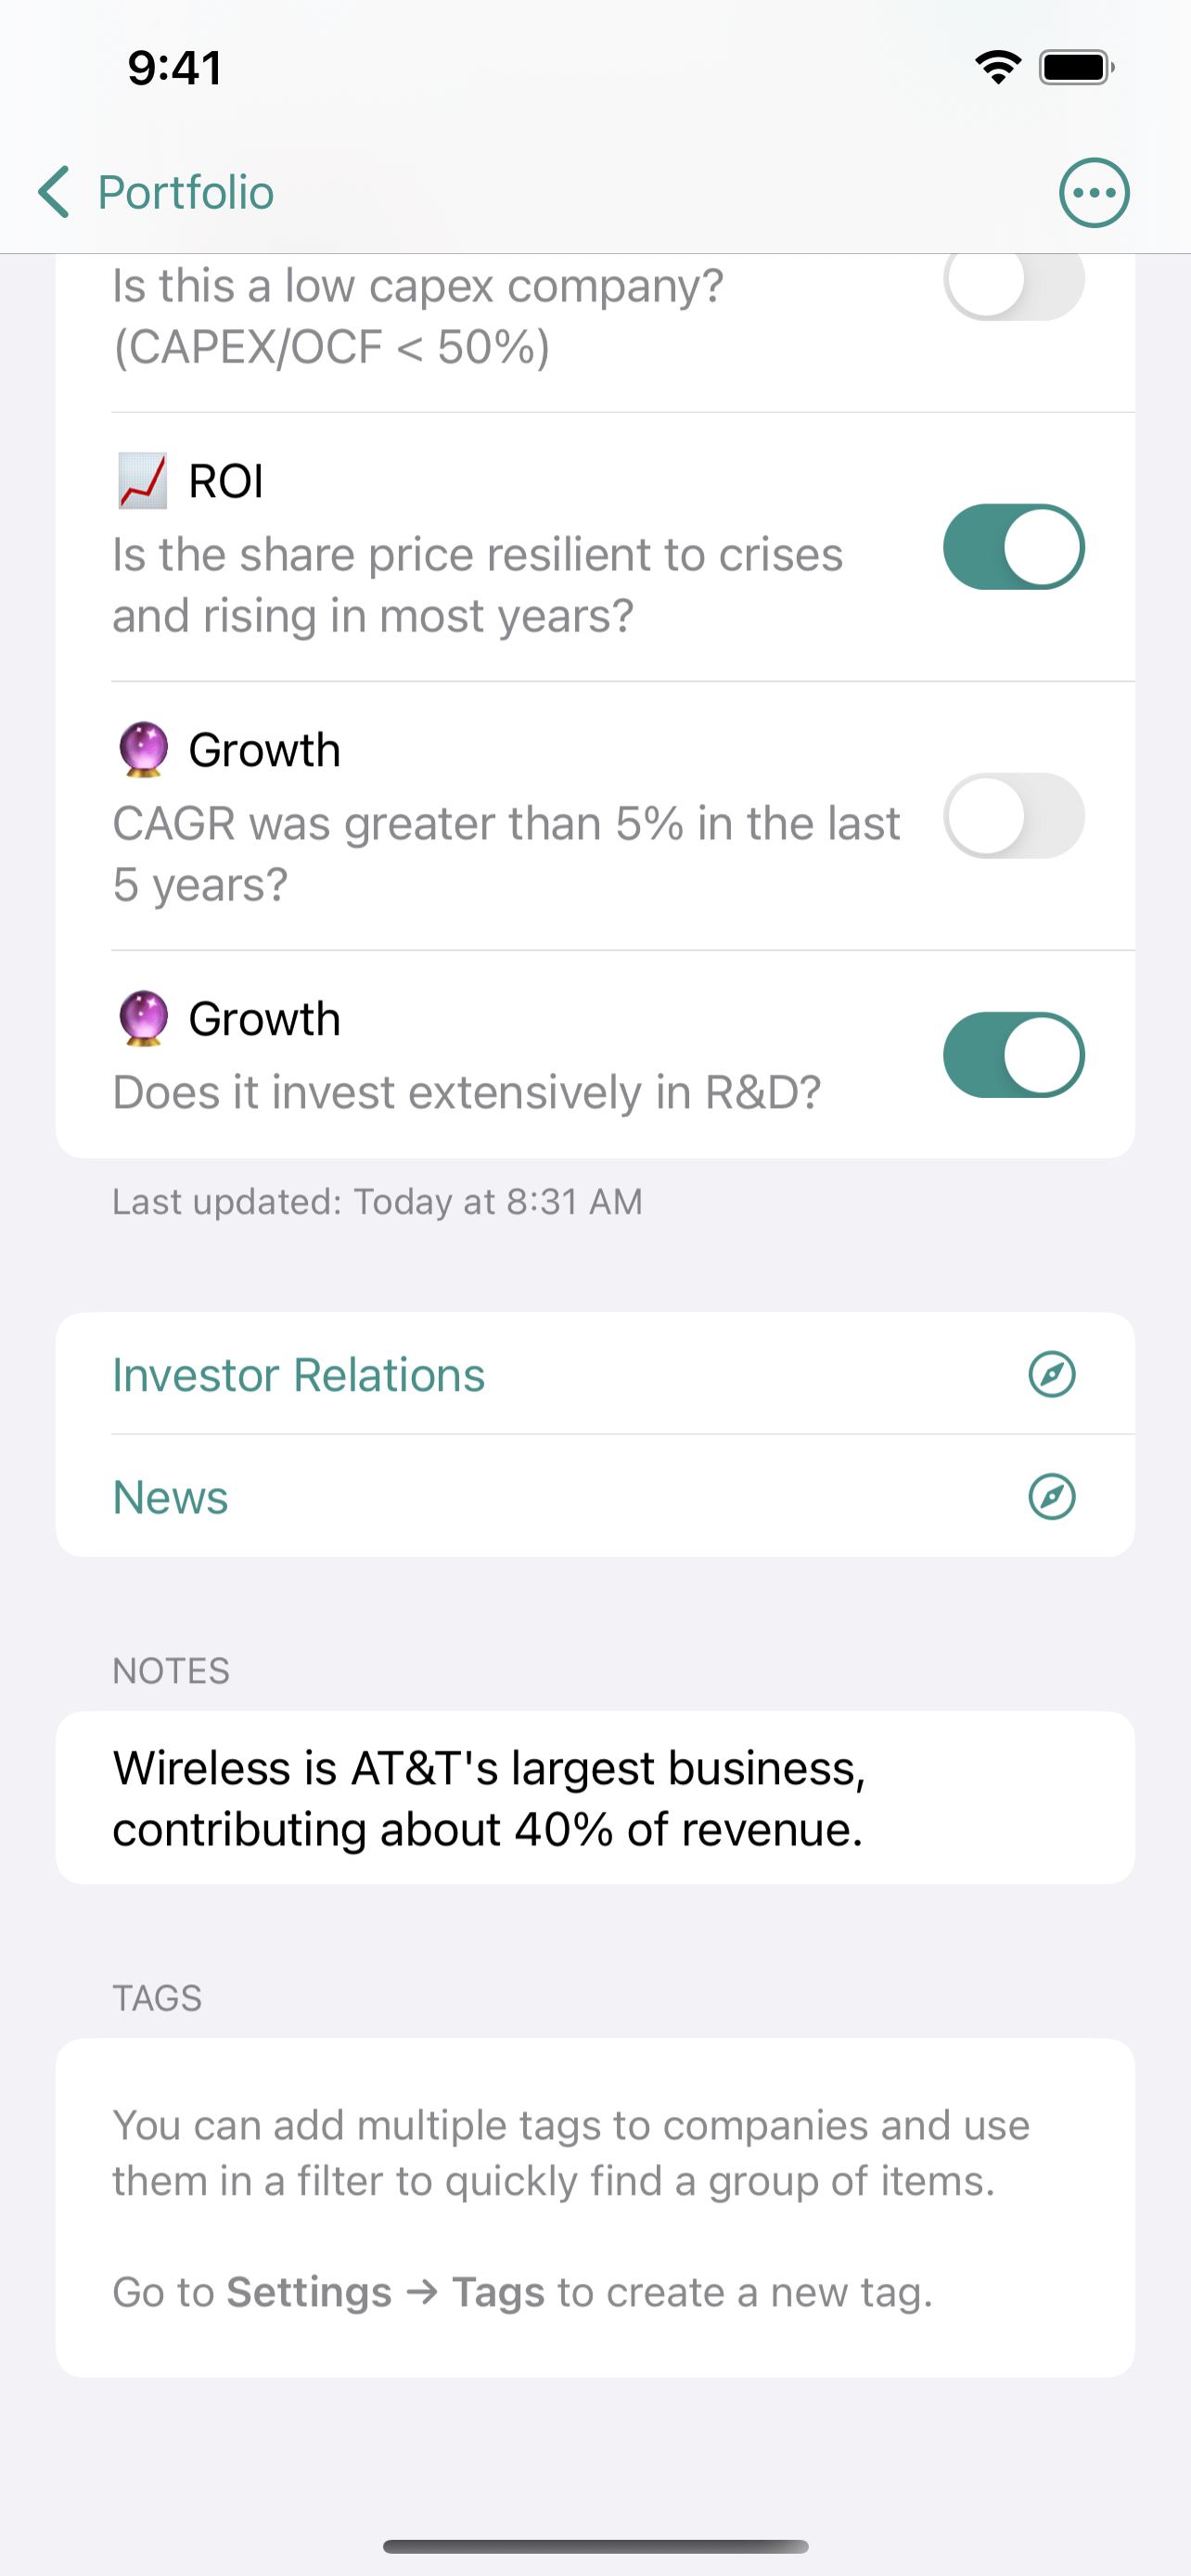 9:41
Portfolio
Is this a low capex company?
(CAPEX/OCF < 50%)
ROI
Is the share price resilient to crises
and rising in most years?
Growth
CAGR was greater than 5% in the last
5 years?
Growth
Does it invest extensively in R&D?
Last updated: Today at 8:31 AM
Investor Relations
News
NOTES
Wireless is AT&T's largest business,
contributing about 40% of revenue.
TAGS
You can add multiple tags to companies and use
them in a filter to quickly find a group of items.
Go to Settings → Tags to create a new tag.